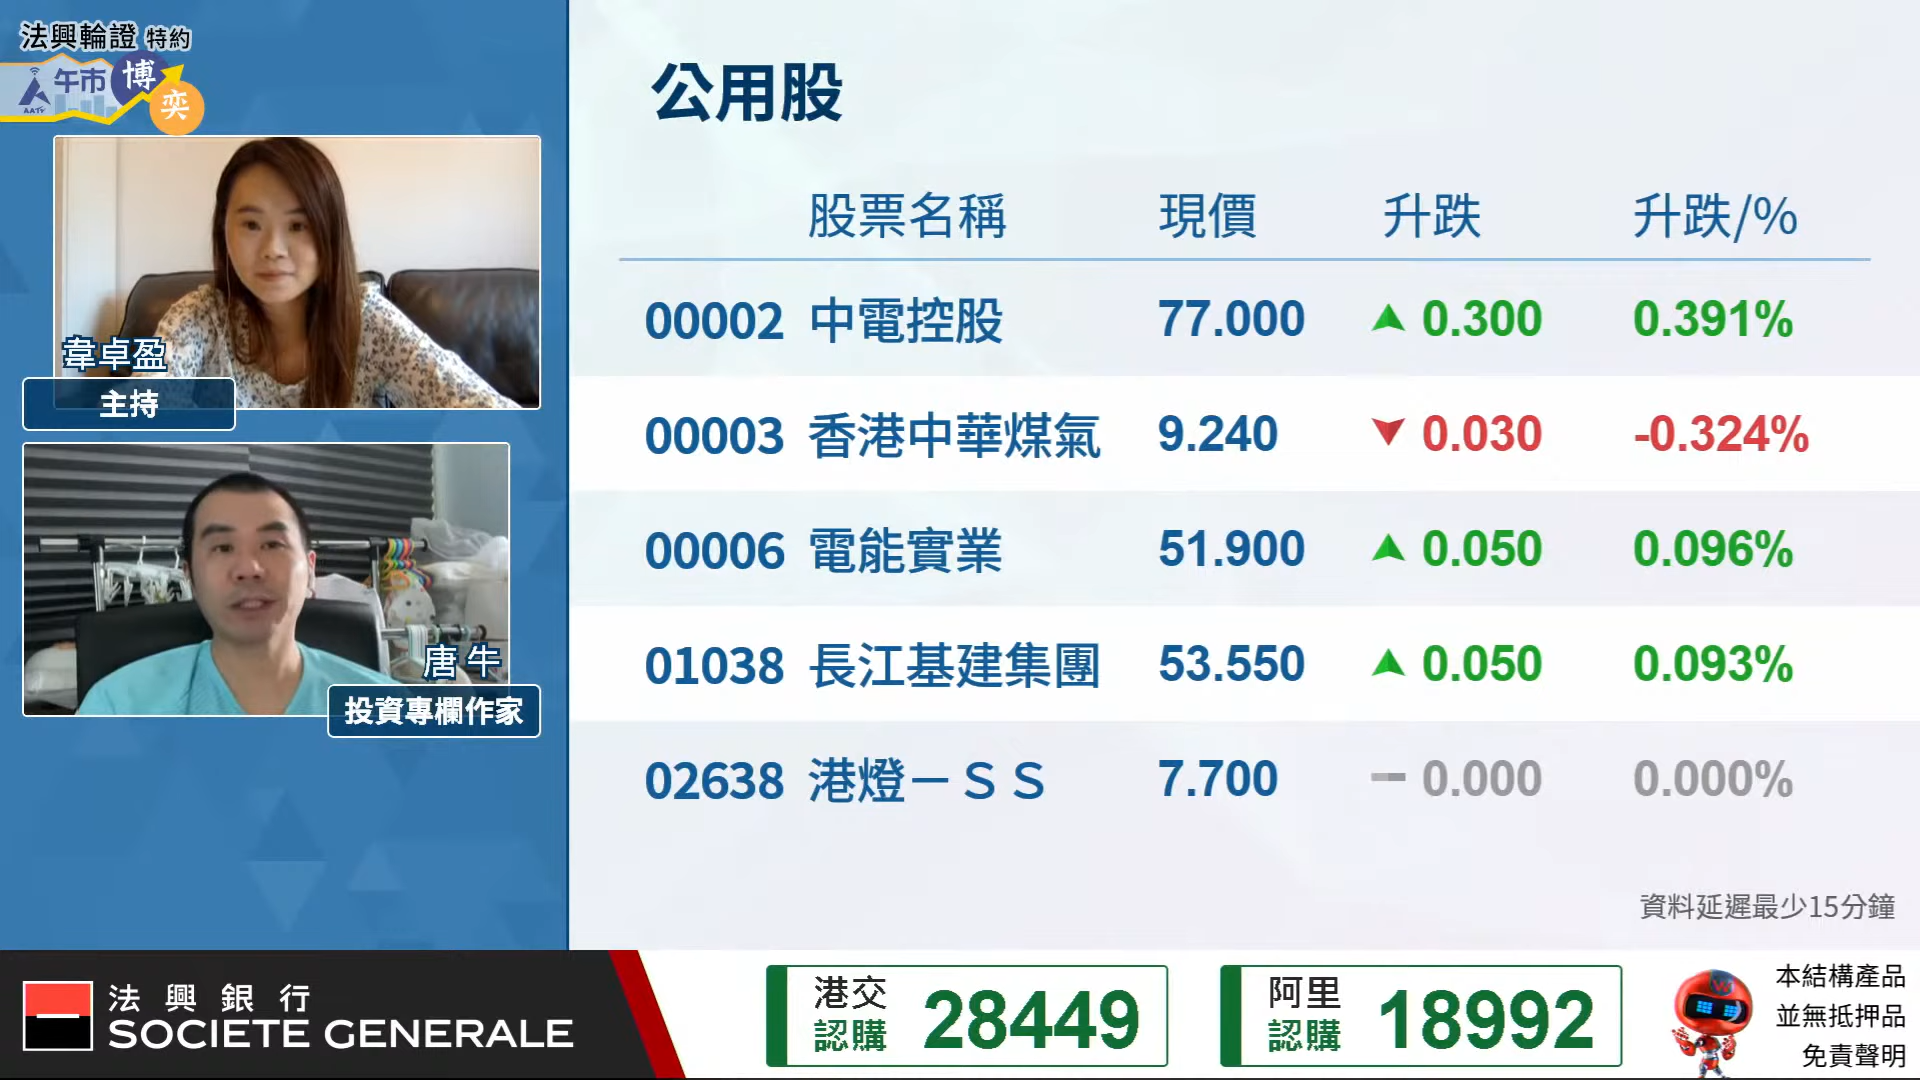 法興輪證 特約
午市 博 奕
AATV
韋卓盈
主持
唐 牛
投資專欄作家
公用股
股票名稱 現價 升跌 升跌/%
00002 中電控股 77.000 0.300 0.391%
00003 香港中華煤氣 9.240 0.030 -0.324%
00006 電能實業 51.900 0.050 0.096%
01038 長江基建集團 53.550 0.050 0.093%
02638 港燈－ＳＳ 7.700 0.000 0.000%
資料延遲最少15分鐘
法興銀行
SOCIETE GENERALE
港交
認購 28449
阿里
認購 18992
本結構產品
並無抵押品
免責聲明